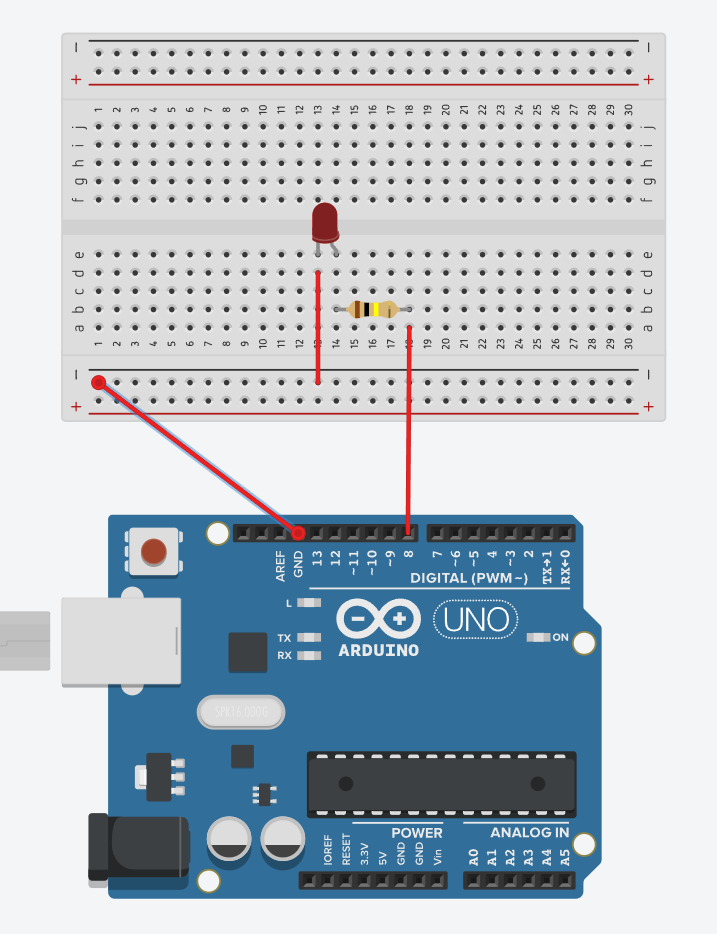 − −
+ +
1 2 3 4 5 6 7 8 9 10 11 12 13 14 15 16 17 18 19 20 21 22 23 24 25 26 27 28 29 30
j j
i i
h h
g g
f f
e e
d d
c c
b b
a a
1 2 3 4 5 6 7 8 9 10 11 12 13 14 15 16 17 18 19 20 21 22 23 24 25 26 27 28 29 30
− −
+ +
AREF GND 13 12 ~11 ~10 ~9 8 7 ~6 ~5 4 ~3 2 TX→1 RX←0
DIGITAL (PWM~)
L
TX
RX
− +
UNO
ARDUINO
ON
SPK16.000G
POWER
ANALOG IN
IOREF RESET 3.3V 5V GND GND Vin A0 A1 A2 A3 A4 A5